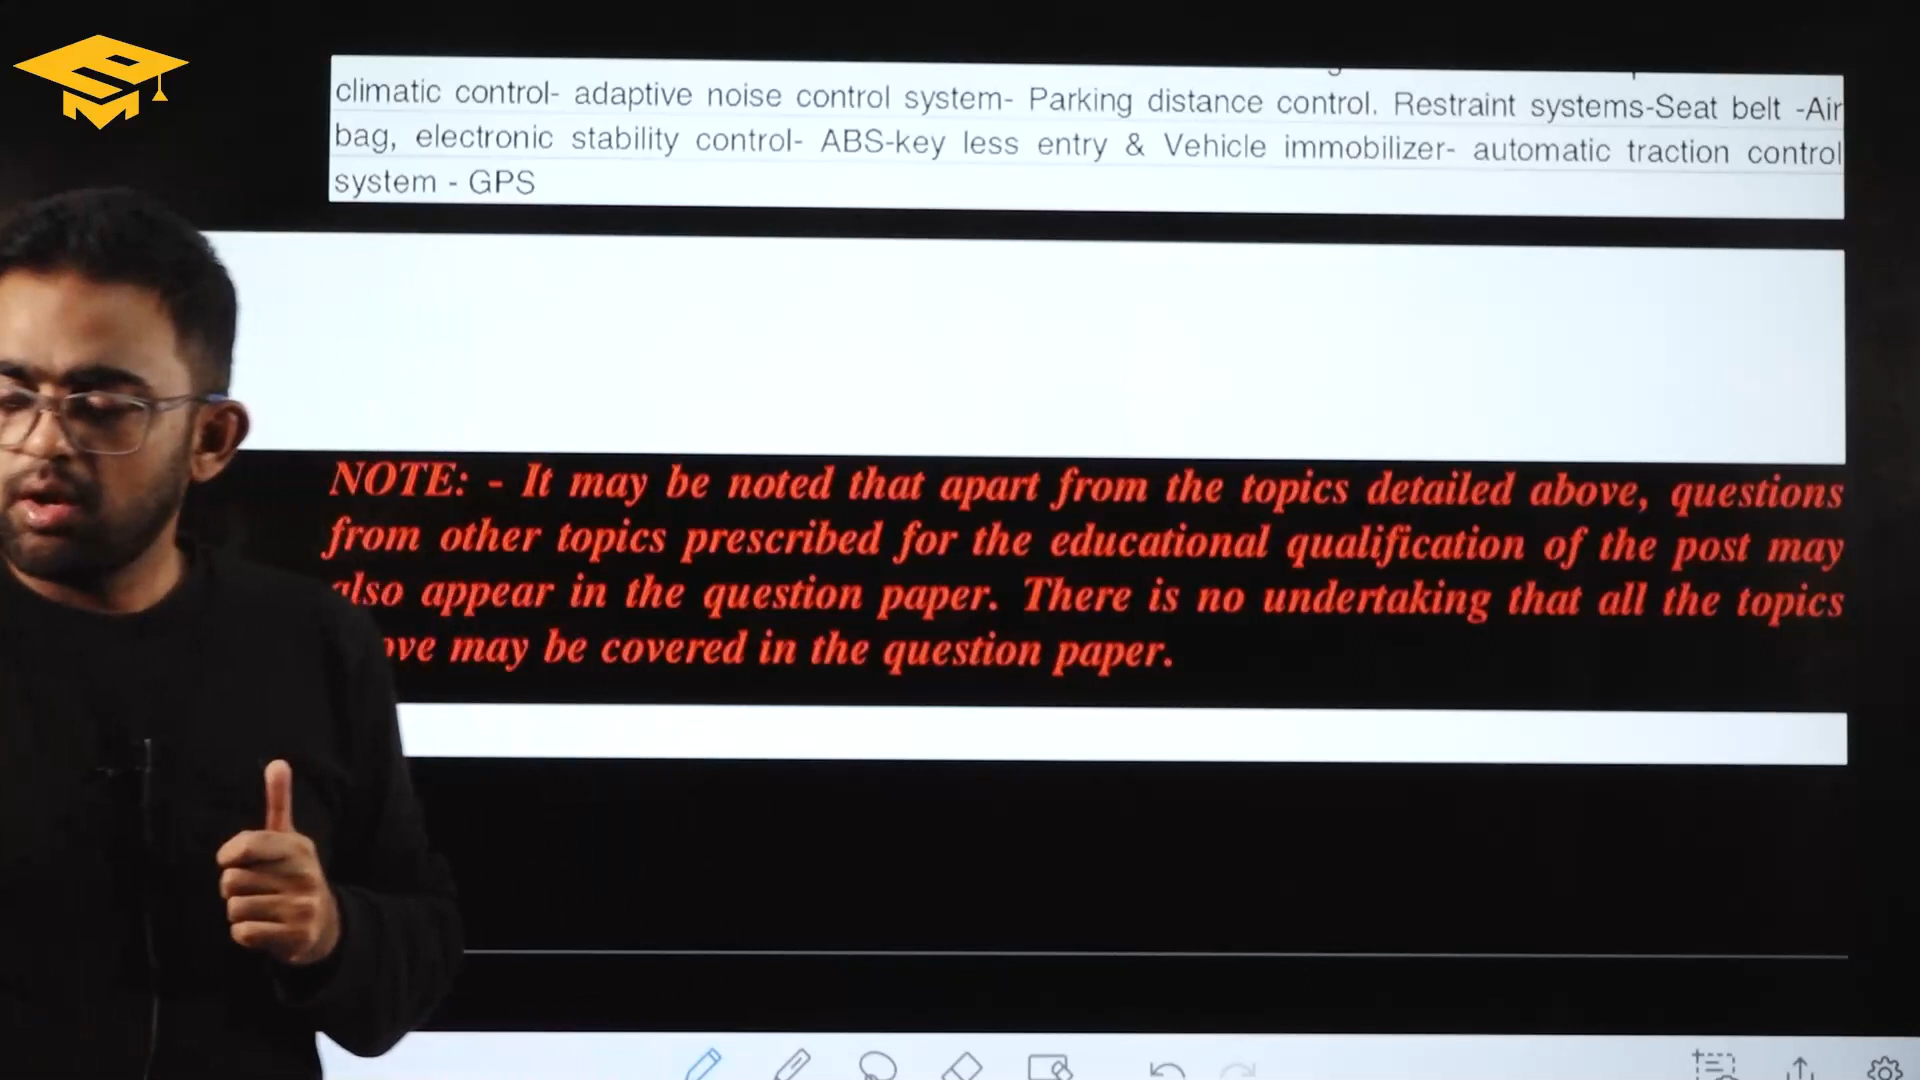 climatic control- adaptive noise control system- Parking distance control. Restraint systems-Seat belt -Air
bag, electronic stability control- ABS-key less entry & Vehicle immobilizer- automatic traction control
system - GPS
NOTE: - It may be noted that apart from the topics detailed above, questions
from other topics prescribed for the educational qualification of the post may
also appear in the question paper. There is no undertaking that all the topics
ove may be covered in the question paper.